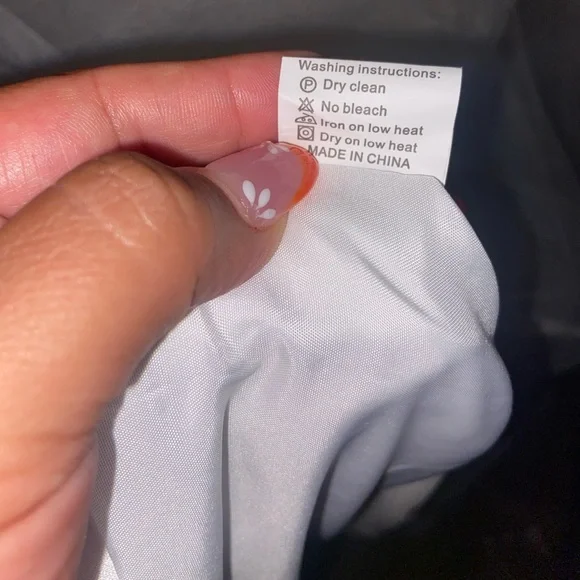 Washing instructions:
P Dry clean
No bleach
Iron on low heat
Dry on low heat
MADE IN CHINA